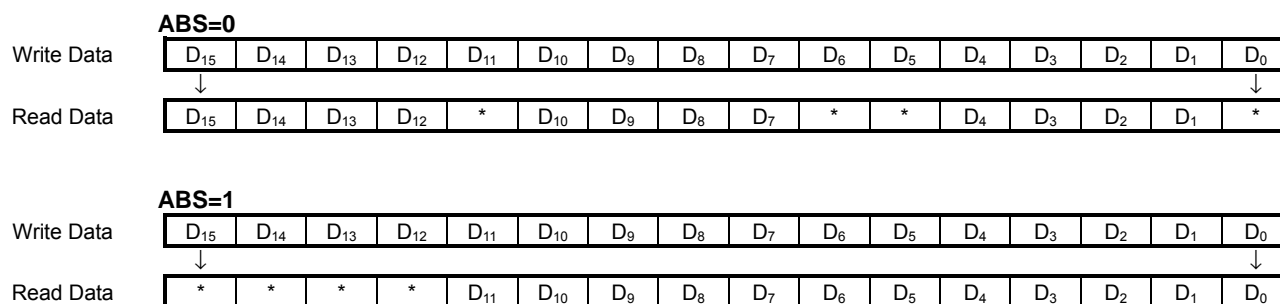 ABS=0
Write Data D₁₅ D₁₄ D₁₃ D₁₂ D₁₁ D₁₀ D₉ D₈ D₇ D₆ D₅ D₄ D₃ D₂ D₁ D₀
↓ ↓
Read Data D₁₅ D₁₄ D₁₃ D₁₂ * D₁₀ D₉ D₈ D₇ * * D₄ D₃ D₂ D₁ *
ABS=1
Write Data D₁₅ D₁₄ D₁₃ D₁₂ D₁₁ D₁₀ D₉ D₈ D₇ D₆ D₅ D₄ D₃ D₂ D₁ D₀
↓ ↓
Read Data * * * * D₁₁ D₁₀ D₉ D₈ D₇ D₆ D₅ D₄ D₃ D₂ D₁ D₀